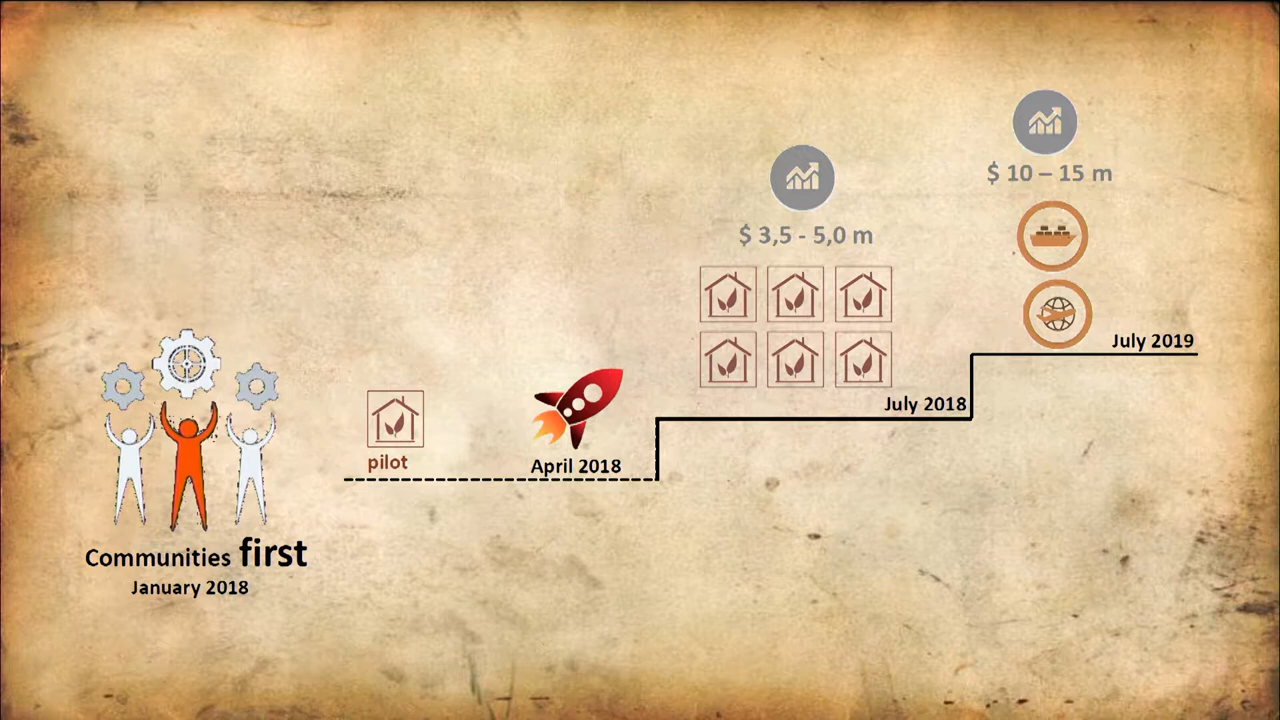 $ 10 – 15 m
$ 3,5 - 5,0 m
July 2019
July 2018
pilot
April 2018
Communities first
January 2018